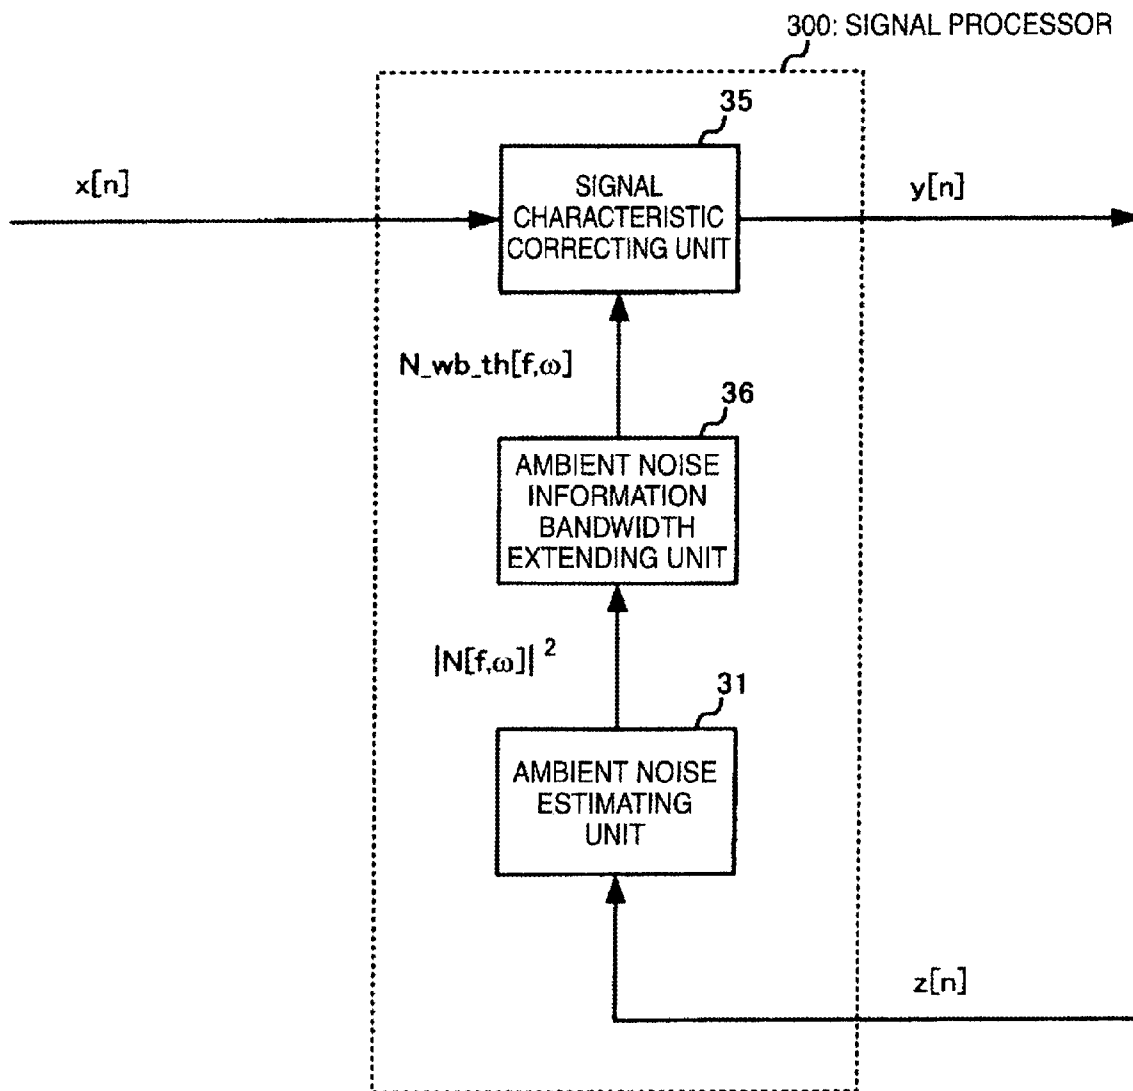 300: SIGNAL PROCESSOR
35
x[n]
SIGNAL
CHARACTERISTIC
CORRECTING UNIT
y[n]
N_wb_th[f,ω]
36
AMBIENT NOISE
INFORMATION
BANDWIDTH
EXTENDING UNIT
|N[f,ω]|²
31
AMBIENT NOISE
ESTIMATING
UNIT
z[n]